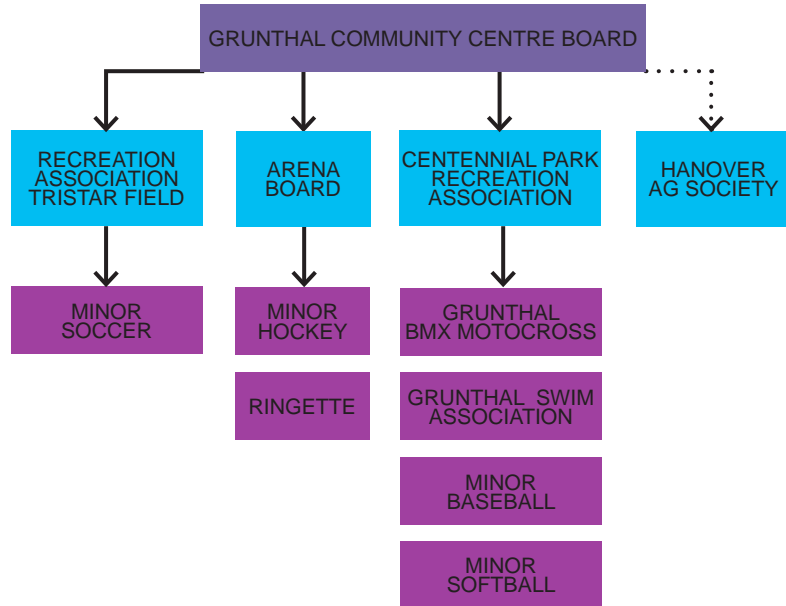 GRUNTHAL COMMUNITY CENTRE BOARD
RECREATION
ASSOCIATION
TRISTAR FIELD
ARENA
BOARD
CENTENNIAL PARK
RECREATION
ASSOCIATION
HANOVER
AG SOCIETY
MINOR
SOCCER
MINOR
HOCKEY
RINGETTE
GRUNTHAL
BMX MOTOCROSS
GRUNTHAL SWIM
ASSOCIATION
MINOR
BASEBALL
MINOR
SOFTBALL